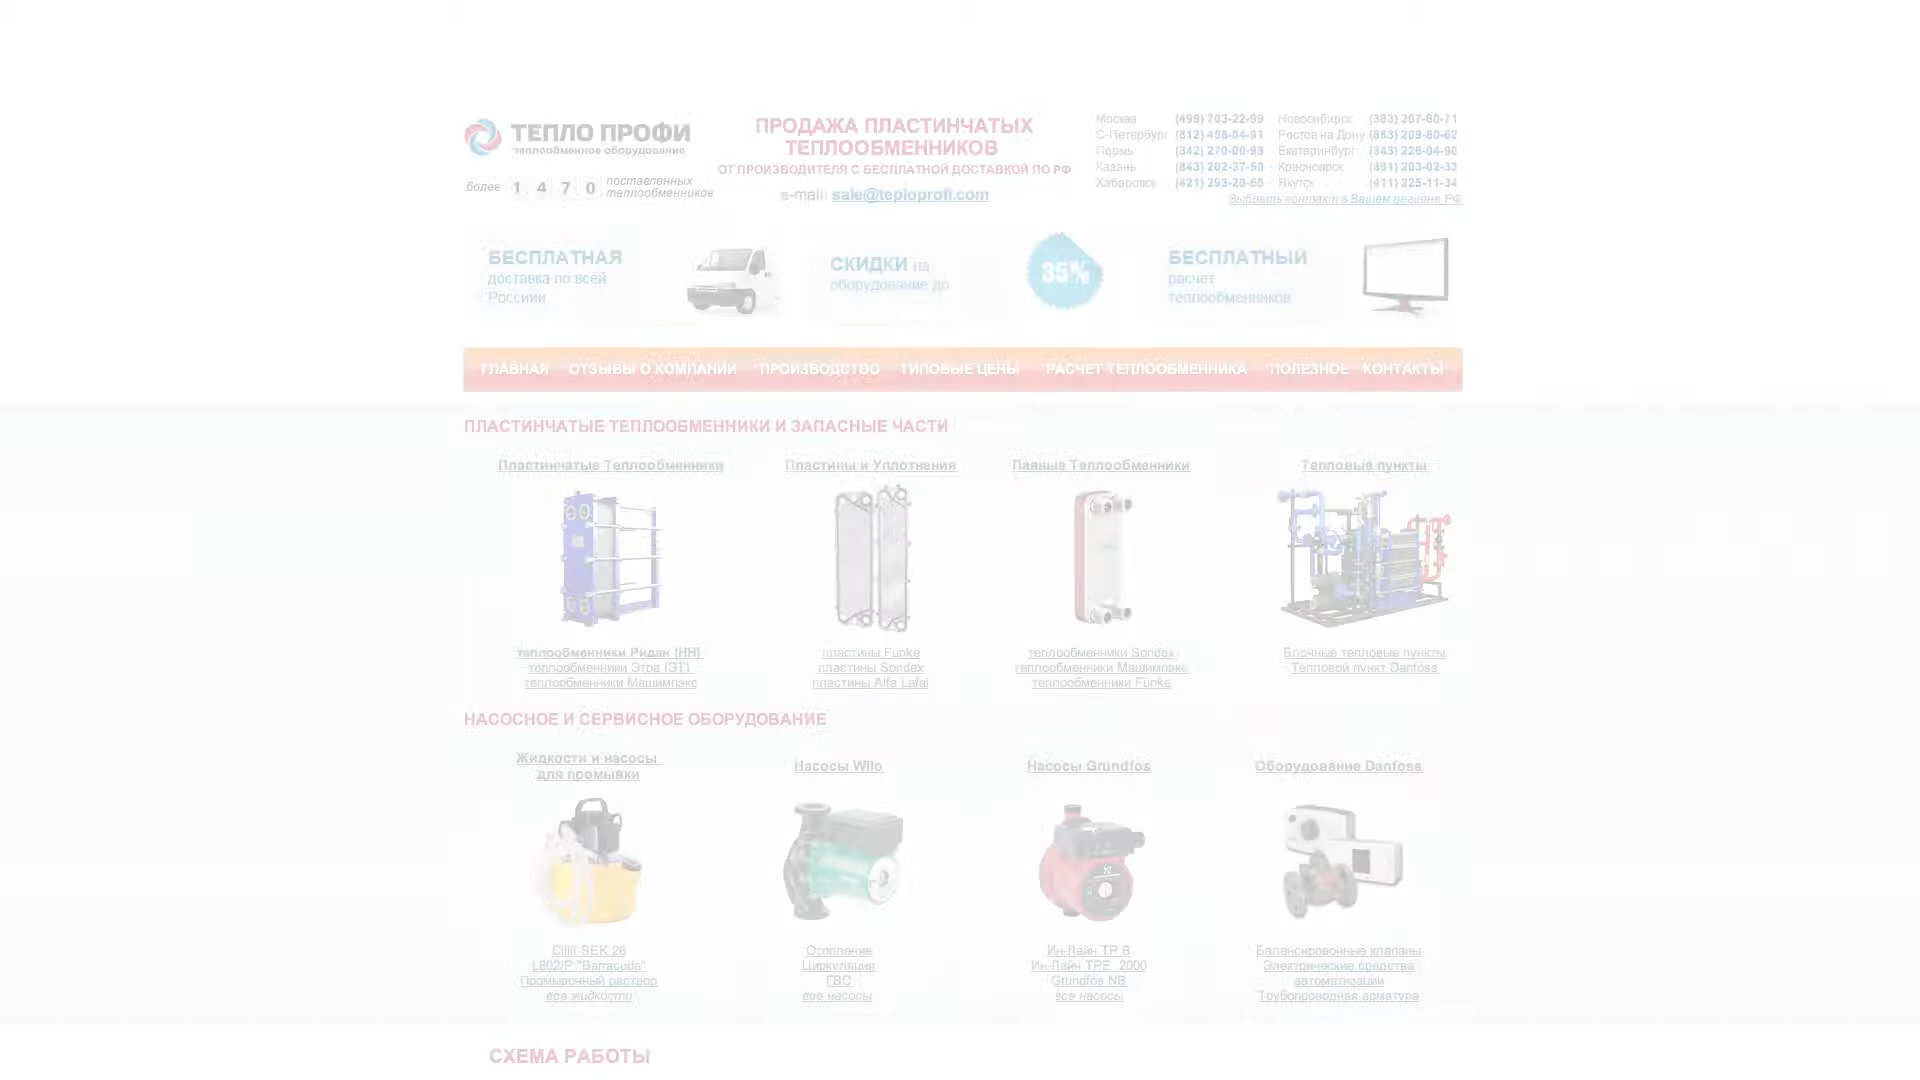 ТЕПЛО ПРОФИ
теплообменное оборудование
более 1 4 7 0 поставленных теплообменников
ПРОДАЖА ПЛАСТИНЧАТЫХ
ТЕПЛООБМЕННИКОВ
ОТ ПРОИЗВОДИТЕЛЯ С БЕСПЛАТНОЙ ДОСТАВКОЙ ПО РФ
e-mail: sale@teploprofi.com
Москва (499) 703-22-99 Новосибирск (383) 207-80-71
С-Петербург (812) 458-04-91 Ростов на Дону (863) 209-80-62
Пермь (342) 270-00-93 Екатеринбург (343) 226-04-90
Казань (843) 202-37-50 Красноярск (391) 203-02-33
Хабаровск (421) 293-20-65 Якутск (411) 225-11-34
Выбрать контакт в Вашем регионе РФ
БЕСПЛАТНАЯ
доставка по всей
Россиии
СКИДКИ на
оборудование до
35%
БЕСПЛАТНЫЙ
расчет
теплообменников
ГЛАВНАЯ ОТЗЫВЫ О КОМПАНИИ ПРОИЗВОДСТВО ТИПОВЫЕ ЦЕНЫ РАСЧЕТ ТЕПЛООБМЕННИКА ПОЛЕЗНОЕ КОНТАКТЫ
ПЛАСТИНЧАТЫЕ ТЕПЛООБМЕННИКИ И ЗАПАСНЫЕ ЧАСТИ
Пластинчатые Теплообменники Пластины и Уплотнения Паяные Теплообменники Тепловые пункты
теплообменники Ридан (НН) пластины Funke теплообменники Sondex Блочные тепловые пункты
теплообменники Этра (ЭТ) пластины Sondex теплообменники Машимпэкс Тепловой пункт Danfoss
теплообменники Машимпэкс пластины Alfa Lafal теплообменники Funke
НАСОСНОЕ И СЕРВИСНОЕ ОБОРУДОВАНИЕ
Жидкости и насосы
для промывки
Насосы Wilo Насосы Grundfos Оборудование Danfoss
Cillit SEK 28 Отопление Ин-Лайн TP B Балансировочные клапаны
L802/P "Barracuda" Циркуляция Ин-Лайн TPE 2000 Электрические средства
Промывочный раствор ГВС Grundfos NB автоматизации
все жидкости все насосы все насосы Трубопроводная арматура
СХЕМА РАБОТЫ